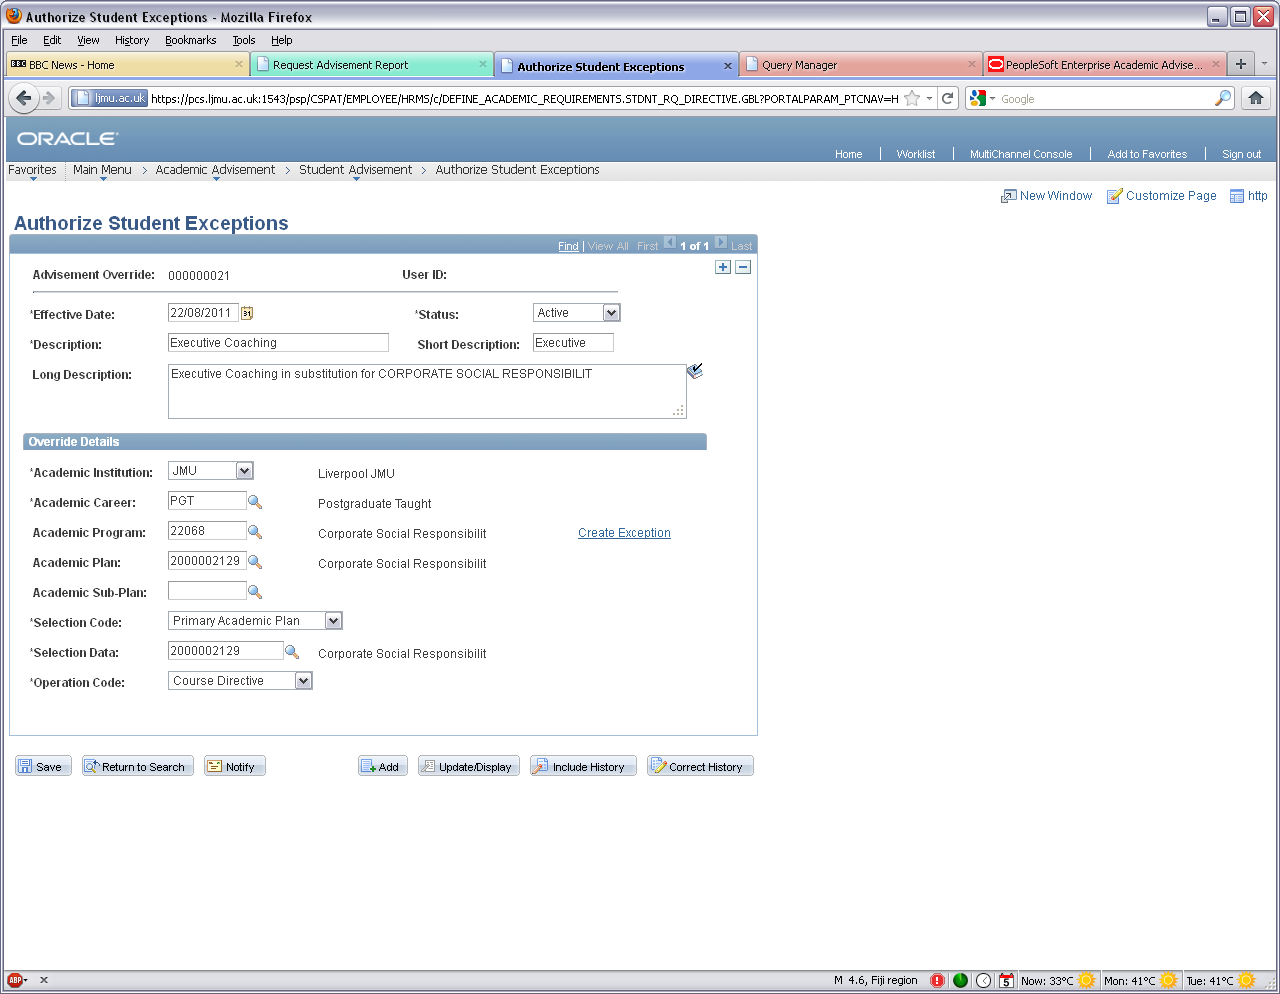 Authorize Student Exceptions - Mozilla Firefox
File Edit View History Bookmarks Tools Help
BBC BBC News - Home
Request Advisement Report
Authorize Student Exceptions
Query Manager
PeopleSoft Enterprise Academic Advise...
ljmu.ac.uk https://pcs.ljmu.ac.uk:1543/psp/CSPAT/EMPLOYEE/HRMS/c/DEFINE_ACADEMIC_REQUIREMENTS.STDNT_RQ_DIRECTIVE.GBL?PORTALPARAM_PTCNAV=H
Google
ORACLE
Home Worklist MultiChannel Console Add to Favorites Sign out
Favorites Main Menu > Academic Advisement > Student Advisement > Authorize Student Exceptions
New Window Customize Page http
Authorize Student Exceptions
Find | View All First 1 of 1 Last
Advisement Override: 000000021 User ID:
*Effective Date: 22/08/2011 31 *Status: Active
*Description: Executive Coaching Short Description: Executive
Long Description: Executive Coaching in substitution for CORPORATE SOCIAL RESPONSIBILIT
Override Details
*Academic Institution: JMU Liverpool JMU
*Academic Career: PGT Postgraduate Taught
Academic Program: 22068 Corporate Social Responsibilit Create Exception
Academic Plan: 2000002129 Corporate Social Responsibilit
Academic Sub-Plan:
*Selection Code: Primary Academic Plan
*Selection Data: 2000002129 Corporate Social Responsibilit
*Operation Code: Course Directive
Save Return to Search Notify Add Update/Display Include History Correct History
ABP M 4.6, Fiji region 5 Now: 33°C Mon: 41°C Tue: 41°C